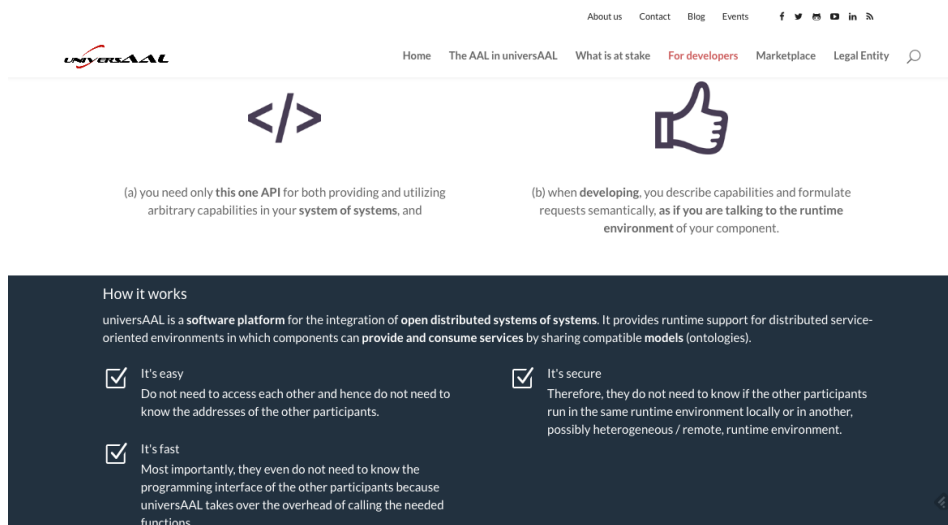 About us Contact Blog Events
UNIVERSAAL
Home The AAL in universAAL What is at stake For developers Marketplace Legal Entity
</>
(a) you need only this one API for both providing and utilizing
arbitrary capabilities in your system of systems, and
(b) when developing, you describe capabilities and formulate
requests semantically, as if you are talking to the runtime
environment of your component.
How it works
universAAL is a software platform for the integration of open distributed systems of systems. It provides runtime support for distributed service-
oriented environments in which components can provide and consume services by sharing compatible models (ontologies).
It's easy
Do not need to access each other and hence do not need to
know the addresses of the other participants.
It's fast
Most importantly, they even do not need to know the
programming interface of the other participants because
universAAL takes over the overhead of calling the needed
functions
It's secure
Therefore, they do not need to know if the other participants
run in the same runtime environment locally or in another,
possibly heterogeneous / remote, runtime environment.